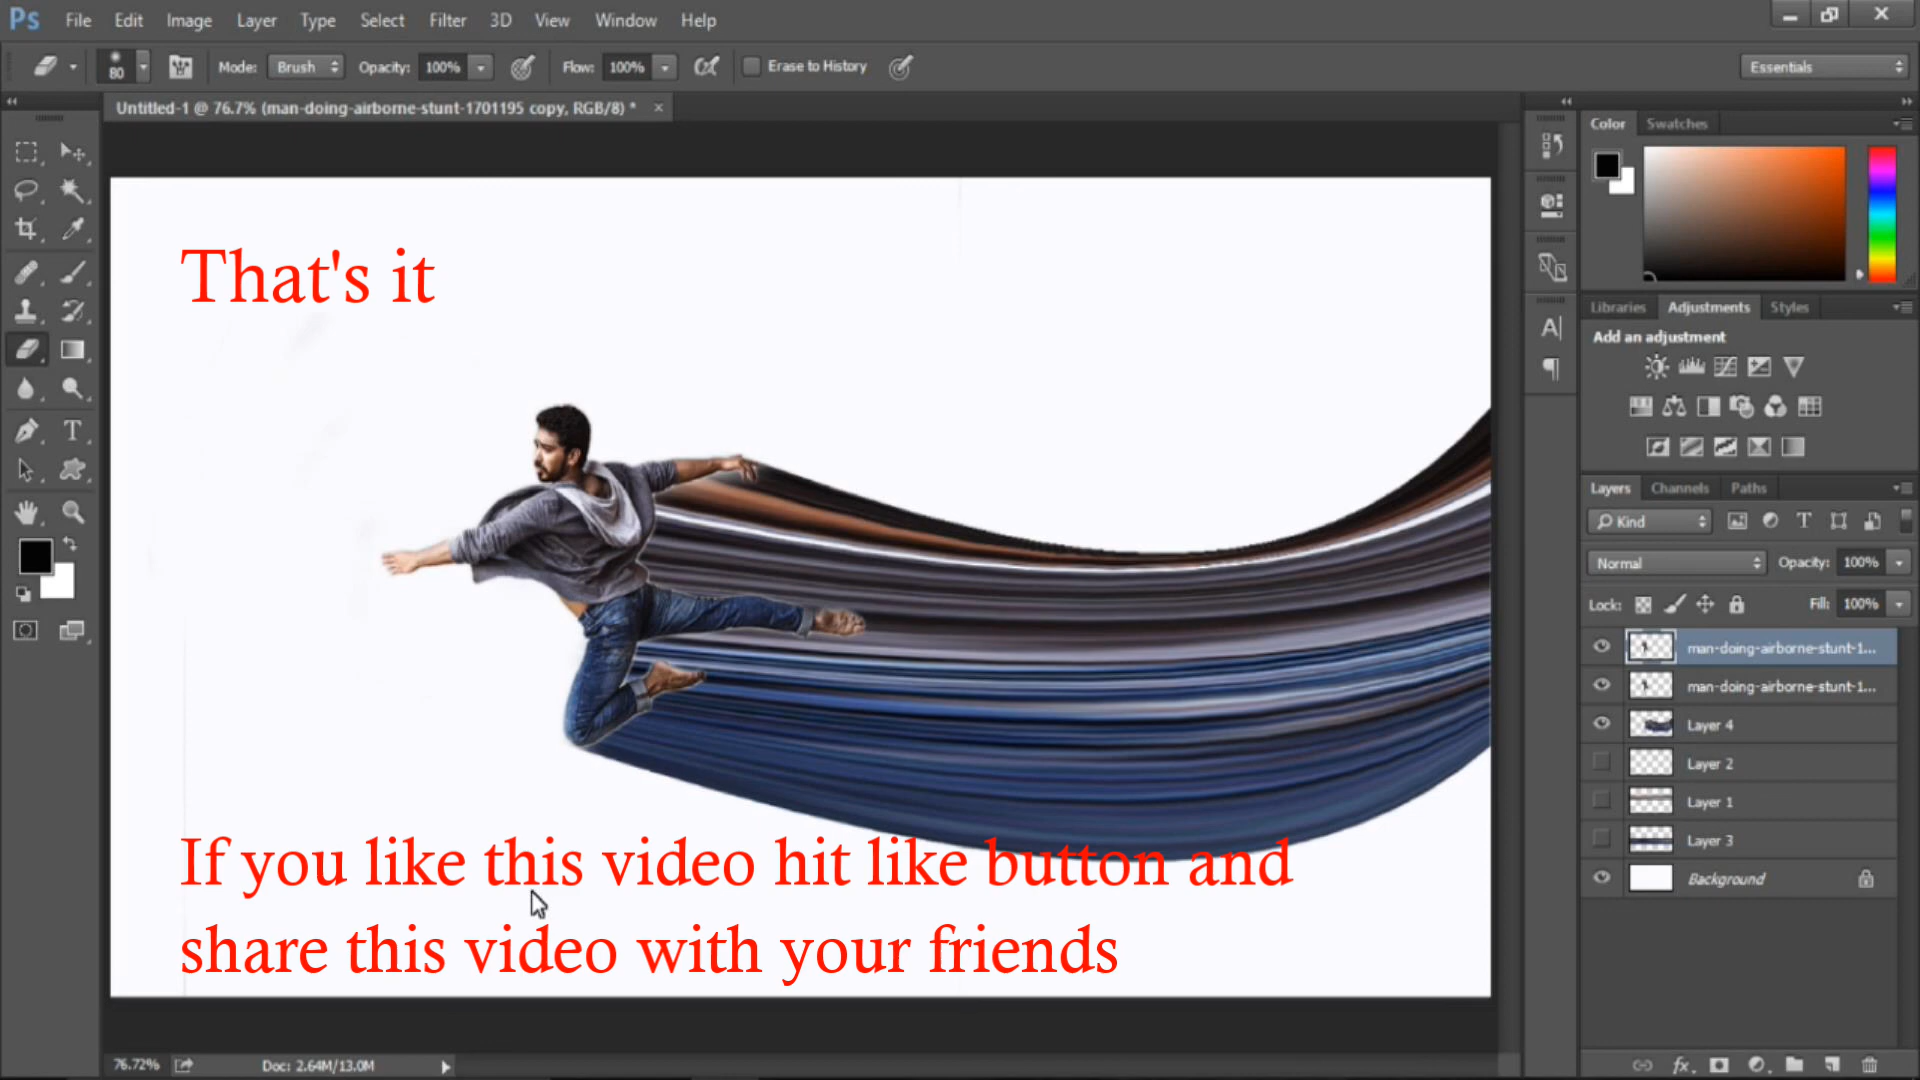 Ps File Edit Image Layer Type Select Filter 3D View Window Help
80 Mode: Brush Opacity: 100% Flow: 100% Erase to History Essentials
Untitled-1 @ 76.7% (man-doing-airborne-stunt-1701195 copy, RGB/8) * ×
Color Swatches
That's it
Libraries Adjustments Styles
Add an adjustment
Layers Channels Paths
Kind
Normal Opacity: 100%
Lock: Fill: 100%
man-doing-airborne-stunt-1...
man-doing-airborne-stunt-1...
Layer 4
Layer 2
Layer 1
Layer 3
Background
If you like this video hit like button and
share this video with your friends
76.72% Doc: 2.64M/13.0M
fx